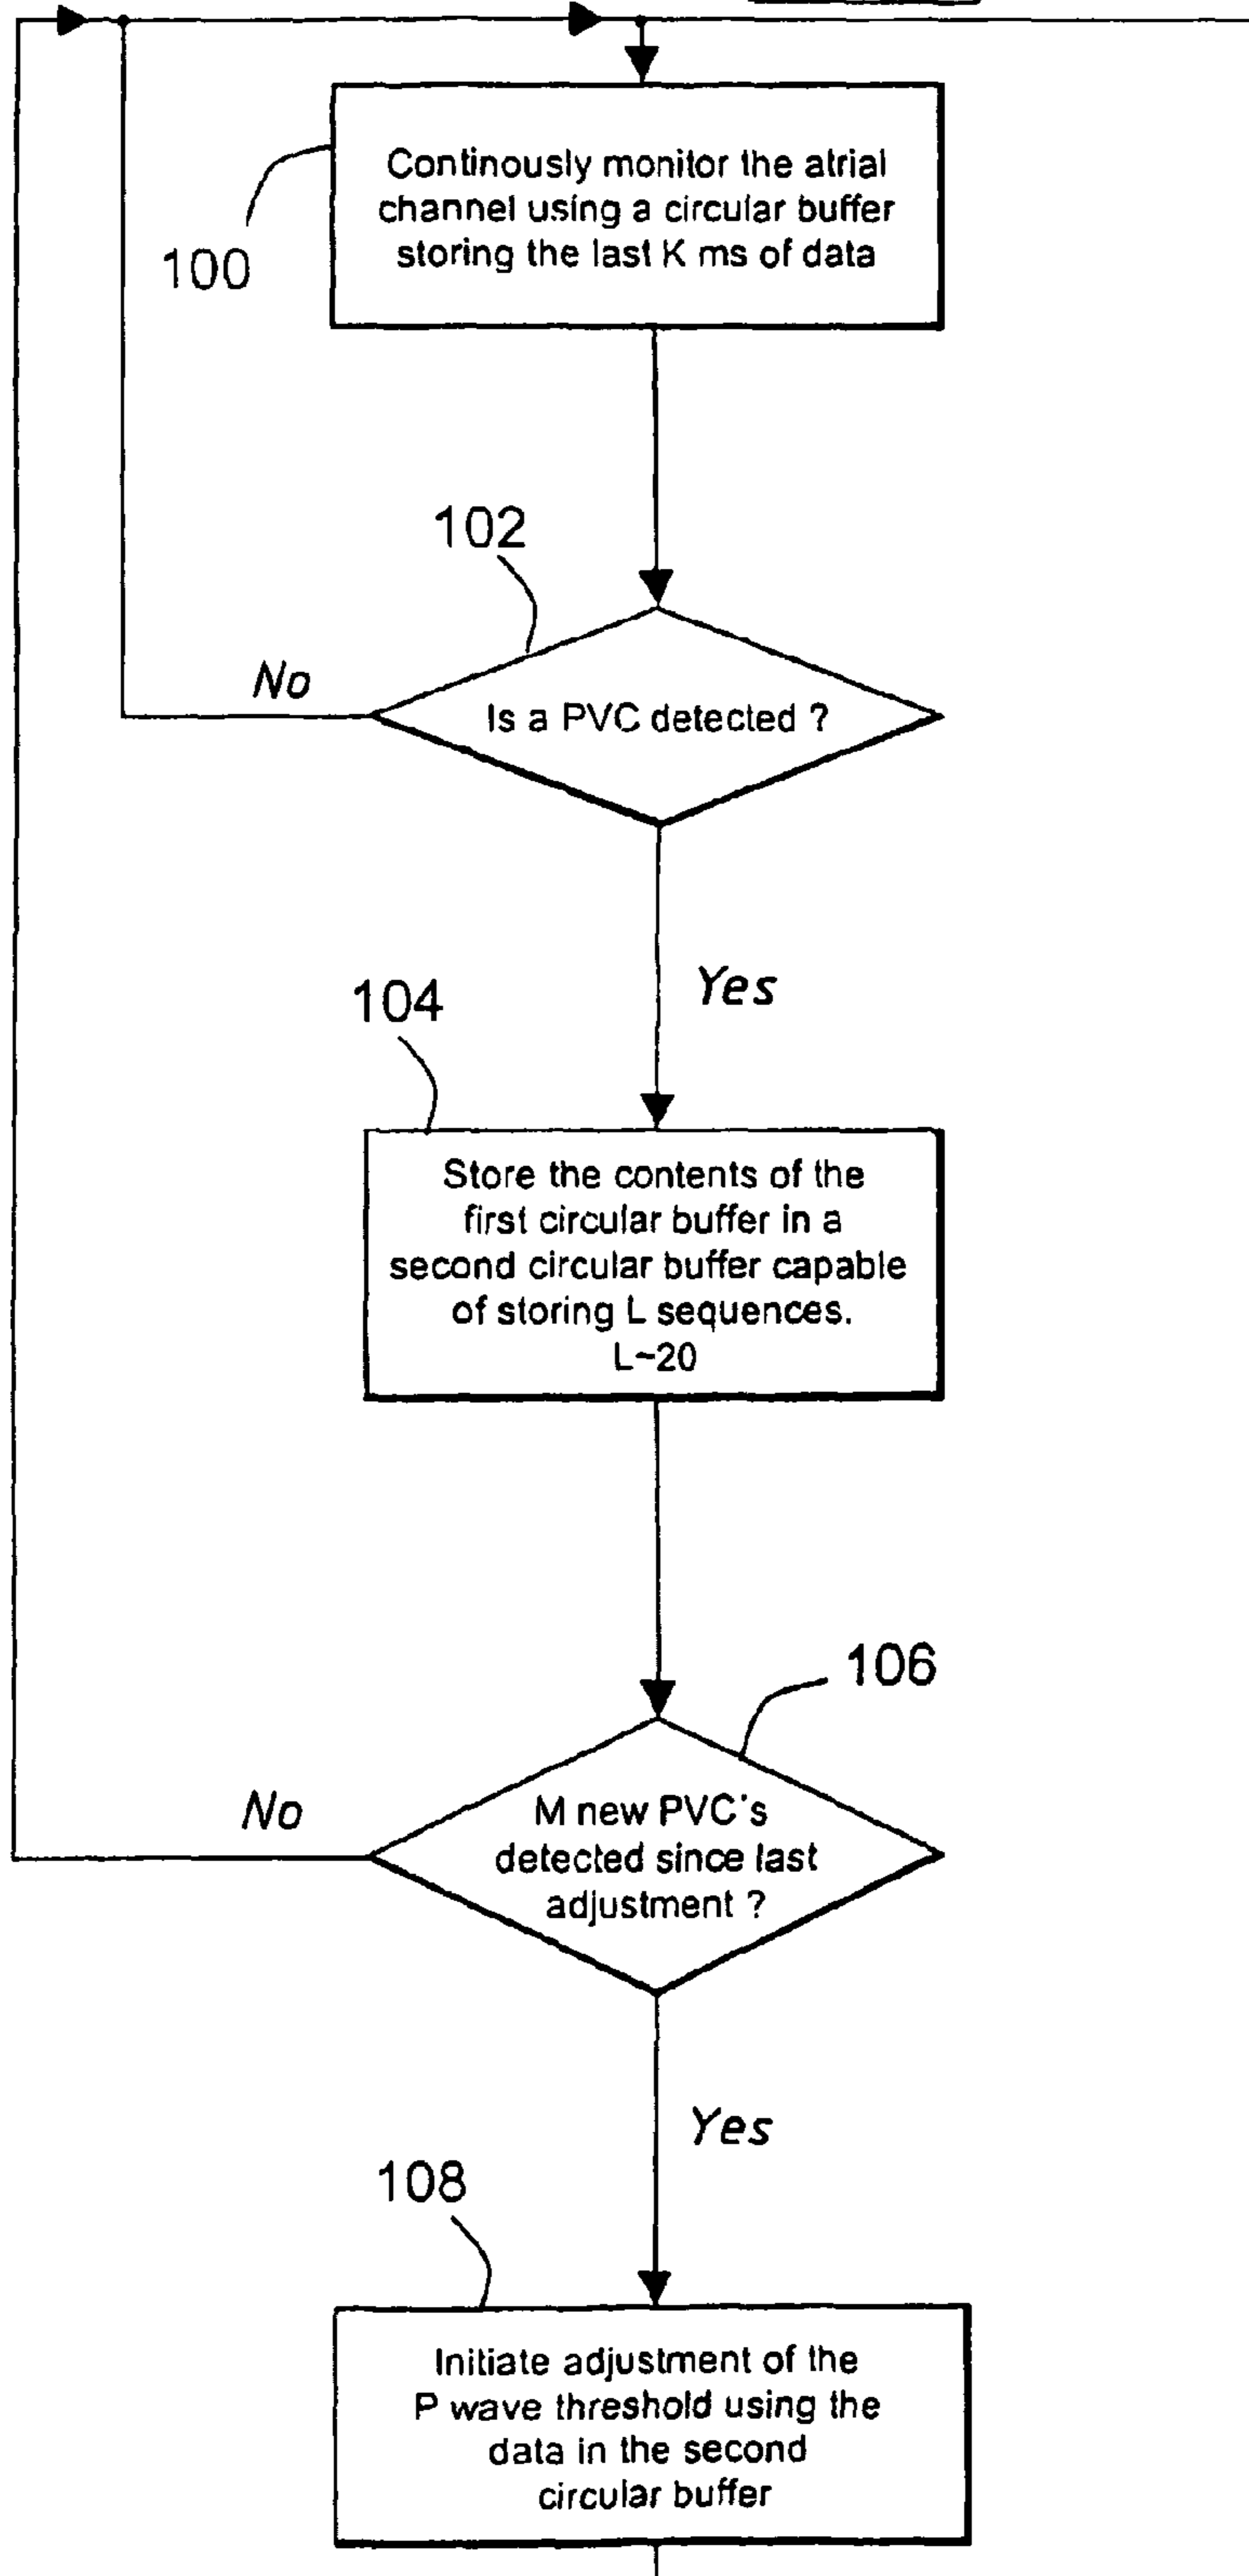 Continously monitor the atrial
channel using a circular buffer
storing the last K ms of data
100
102
No
Is a PVC detected ?
Yes
104
Store the contents of the
first circular buffer in a
second circular buffer capable
of storing L sequences.
L~20
106
No
M new PVC's
detected since last
adjustment ?
Yes
108
Initiate adjustment of the
P wave threshold using the
data in the second
circular buffer